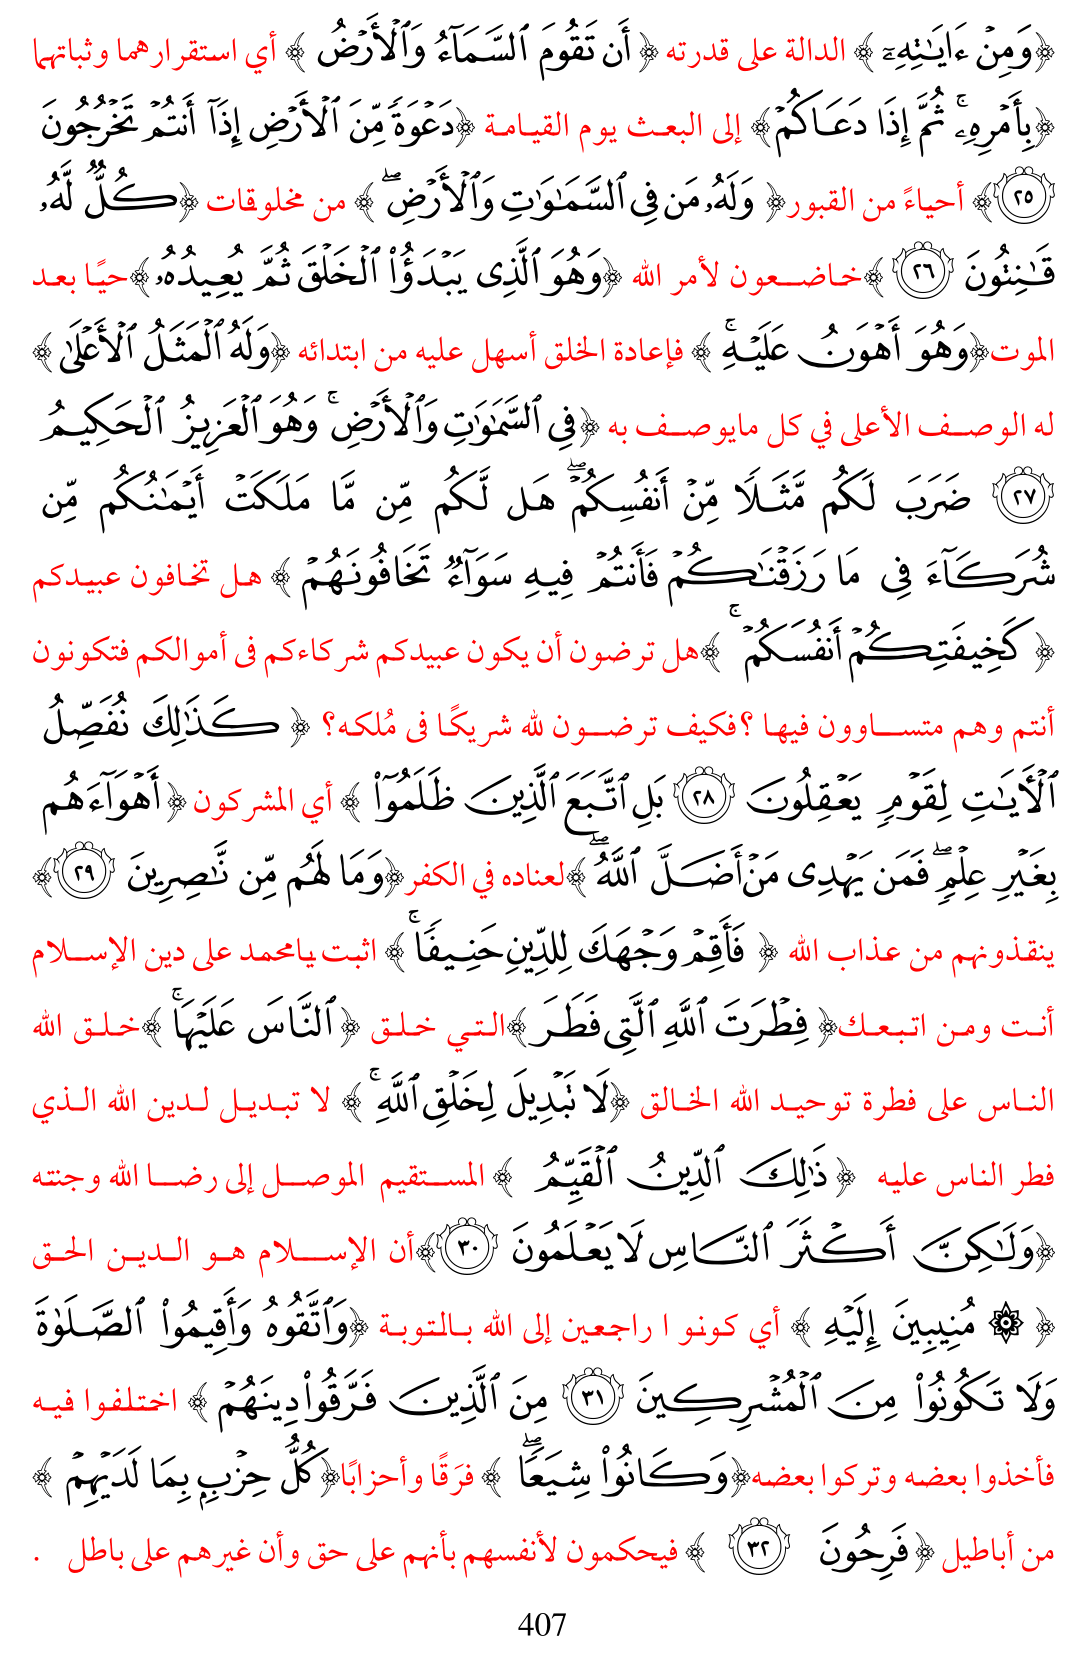 ﴿وَمِنْ ءَايَـٰتِهِۦٓ ﴾ الدالة على قدرته ﴿ أَن تَقُومَ ٱلسَّمَآءُ وَٱلْأَرْضُ ﴾ أي استقرارهما وثباتهما
﴿بِأَمْرِهِۦ ۚ ثُمَّ إِذَا دَعَاكُمْ﴾ إلى البعث يوم القيامة ﴿دَعْوَةً مِّنَ ٱلْأَرْضِ إِذَآ أَنتُمْ تَخْرُجُونَ
٢٥﴾ أحياءً من القبور﴿ وَلَهُۥ مَن فِى ٱلسَّمَـٰوَٰتِ وَٱلْأَرْضِ ۖ ﴾ من مخلوقات ﴿كُلٌّ لَّهُۥ
قَـٰنِتُونَ ٢٦ ﴾خاضعون لأمر الله ﴿وَهُوَ ٱلَّذِى يَبْدَؤُا۟ ٱلْخَلْقَ ثُمَّ يُعِيدُهُۥ ﴾حيًا بعد
الموت﴿وَهُوَ أَهْوَنُ عَلَيْهِ ۚ ﴾ فإعادة الخلق أسهل عليه من ابتدائه ﴿وَلَهُ ٱلْمَثَلُ ٱلْأَعْلَىٰ ﴾
له الوصف الأعلى في كل مايوصف به ﴿فِى ٱلسَّمَـٰوَٰتِ وَٱلْأَرْضِ ۚ وَهُوَ ٱلْعَزِيزُ ٱلْحَكِيمُ
٢٧ ضَرَبَ لَكُم مَّثَلًا مِّنْ أَنفُسِكُمْ ۖ هَل لَّكُم مِّن مَّا مَلَكَتْ أَيْمَـٰنُكُم مِّن
شُرَكَآءَ فِى مَا رَزَقْنَـٰكُمْ فَأَنتُمْ فِيهِ سَوَآءٌ تَخَافُونَهُمْ ﴾ هل تخافون عبيدكم
﴿ كَخِيفَتِكُمْ أَنفُسَكُمْ ۚ ﴾هل ترضون أن يكون عبيدكم شركاءكم فى أموالكم فتكونون
أنتم وهم متساوون فيها ؟فكيف ترضون لله شريكًا فى مُلكه؟ ﴿ كَذَٰلِكَ نُفَصِّلُ
ٱلْـَٔايَـٰتِ لِقَوْمٍ يَعْقِلُونَ ٢٨ بَلِ ٱتَّبَعَ ٱلَّذِينَ ظَلَمُوٓا۟ ﴾ أي المشركون ﴿أَهْوَآءَهُم
بِغَيْرِ عِلْمٍ ۖ فَمَن يَهْدِى مَنْ أَضَلَّ ٱللَّهُ ۖ ﴾لعناده في الكفر﴿وَمَا لَهُم مِّن نَّـٰصِرِينَ ٢٩﴾
ينقذونهم من عذاب الله ﴿ فَأَقِمْ وَجْهَكَ لِلدِّينِ حَنِيفًا ۚ ﴾ اثبت يامحمد على دين الإسلام
أنت ومن اتبعك﴿ فِطْرَتَ ٱللَّهِ ٱلَّتِى فَطَرَ ﴾التي خلق ﴿ ٱلنَّاسَ عَلَيْهَا ۚ ﴾خلق الله
الناس على فطرة توحيد الله الخالق ﴿لَا تَبْدِيلَ لِخَلْقِ ٱللَّهِ ۚ ﴾ لا تبديل لدين الله الذي
فطر الناس عليه ﴿ ذَٰلِكَ ٱلدِّينُ ٱلْقَيِّمُ ﴾ المستقيم الموصل إلى رضا الله وجنته
﴿وَلَـٰكِنَّ أَكْثَرَ ٱلنَّاسِ لَا يَعْلَمُونَ ٣٠﴾أن الإسلام هو الدين الحق
﴿ ۞ مُنِيبِينَ إِلَيْهِ ﴾ أي كونو ا راجعين إلى الله بالتوبة ﴿وَٱتَّقُوهُ وَأَقِيمُوا۟ ٱلصَّلَوٰةَ
وَلَا تَكُونُوا۟ مِنَ ٱلْمُشْرِكِينَ ٣١ مِنَ ٱلَّذِينَ فَرَّقُوا۟ دِينَهُمْ ﴾ اختلفوا فيه
فأخذوا بعضه وتركوا بعضه﴿وَكَانُوا۟ شِيَعًا ۖ ﴾ فرَقًا وأحزابًا﴿كُلُّ حِزْبٍۭ بِمَا لَدَيْهِمْ ﴾
من أباطيل ﴿ فَرِحُونَ ٣٢ ﴾ فيحكمون لأنفسهم بأنهم على حق وأن غيرهم على باطل .
407